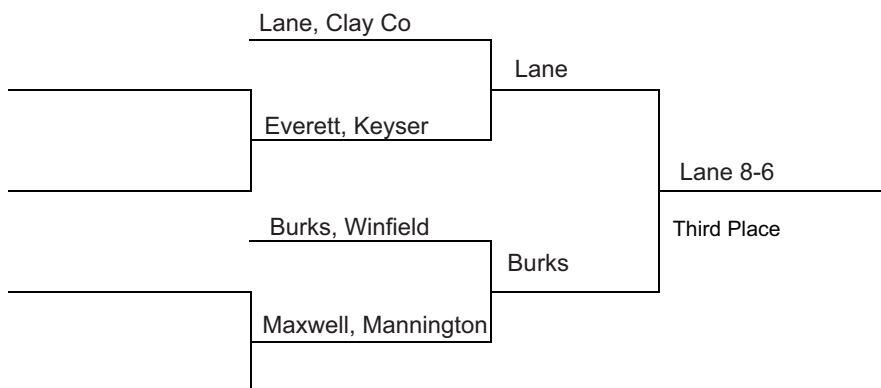 Lane, Clay Co
Lane
Everett, Keyser
Lane 8-6
Burks, Winfield
Third Place
Burks
Maxwell, Mannington